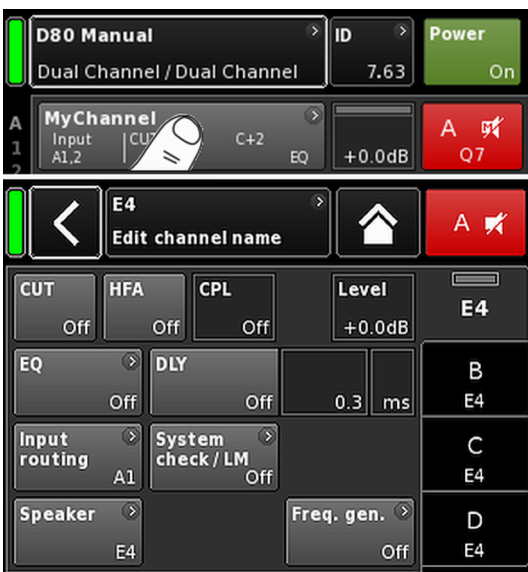 D80 Manual
Dual Channel / Dual Channel
ID
7.63
Power
On
A
1
2
MyChannel
Input
A1,2
C+2
EQ
+0.0dB
A
Q7
E4
Edit channel name
A
CUT
Off
HFA
Off
CPL
Off
Level
+0.0dB
E4
EQ
Off
DLY
Off
0.3
ms
B
E4
Input
routing
A1
System
check / LM
Off
C
E4
Speaker
E4
Freq. gen.
Off
D
E4